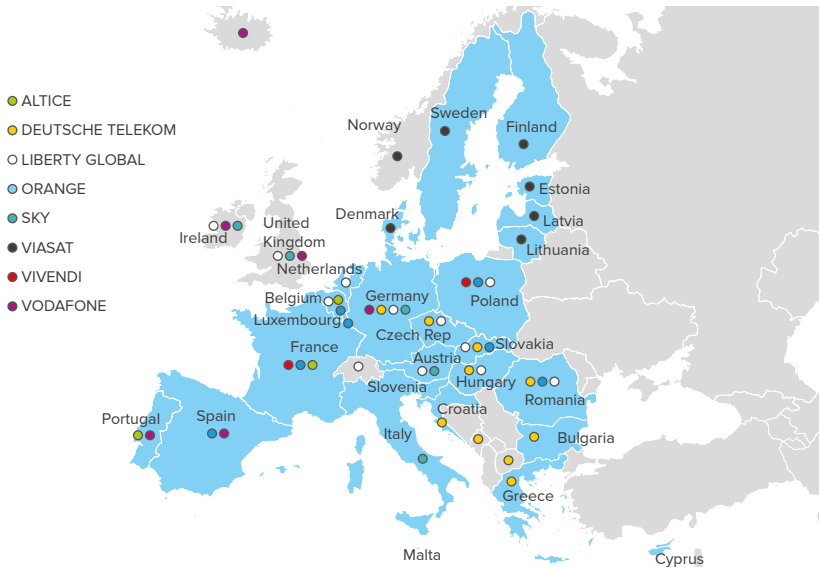 ALTICE
DEUTSCHE TELEKOM
LIBERTY GLOBAL
ORANGE
SKY
VIASAT
VIVENDI
VODAFONE
Norway
Sweden
Finland
Estonia
Latvia
Lithuania
Denmark
Ireland
United
Kingdom
Netherlands
Belgium
Luxembourg
Germany
Poland
Czech Rep
Slovakia
France
Austria
Slovenia
Hungary
Romania
Croatia
Portugal
Spain
Italy
Bulgaria
Greece
Malta
Cyprus